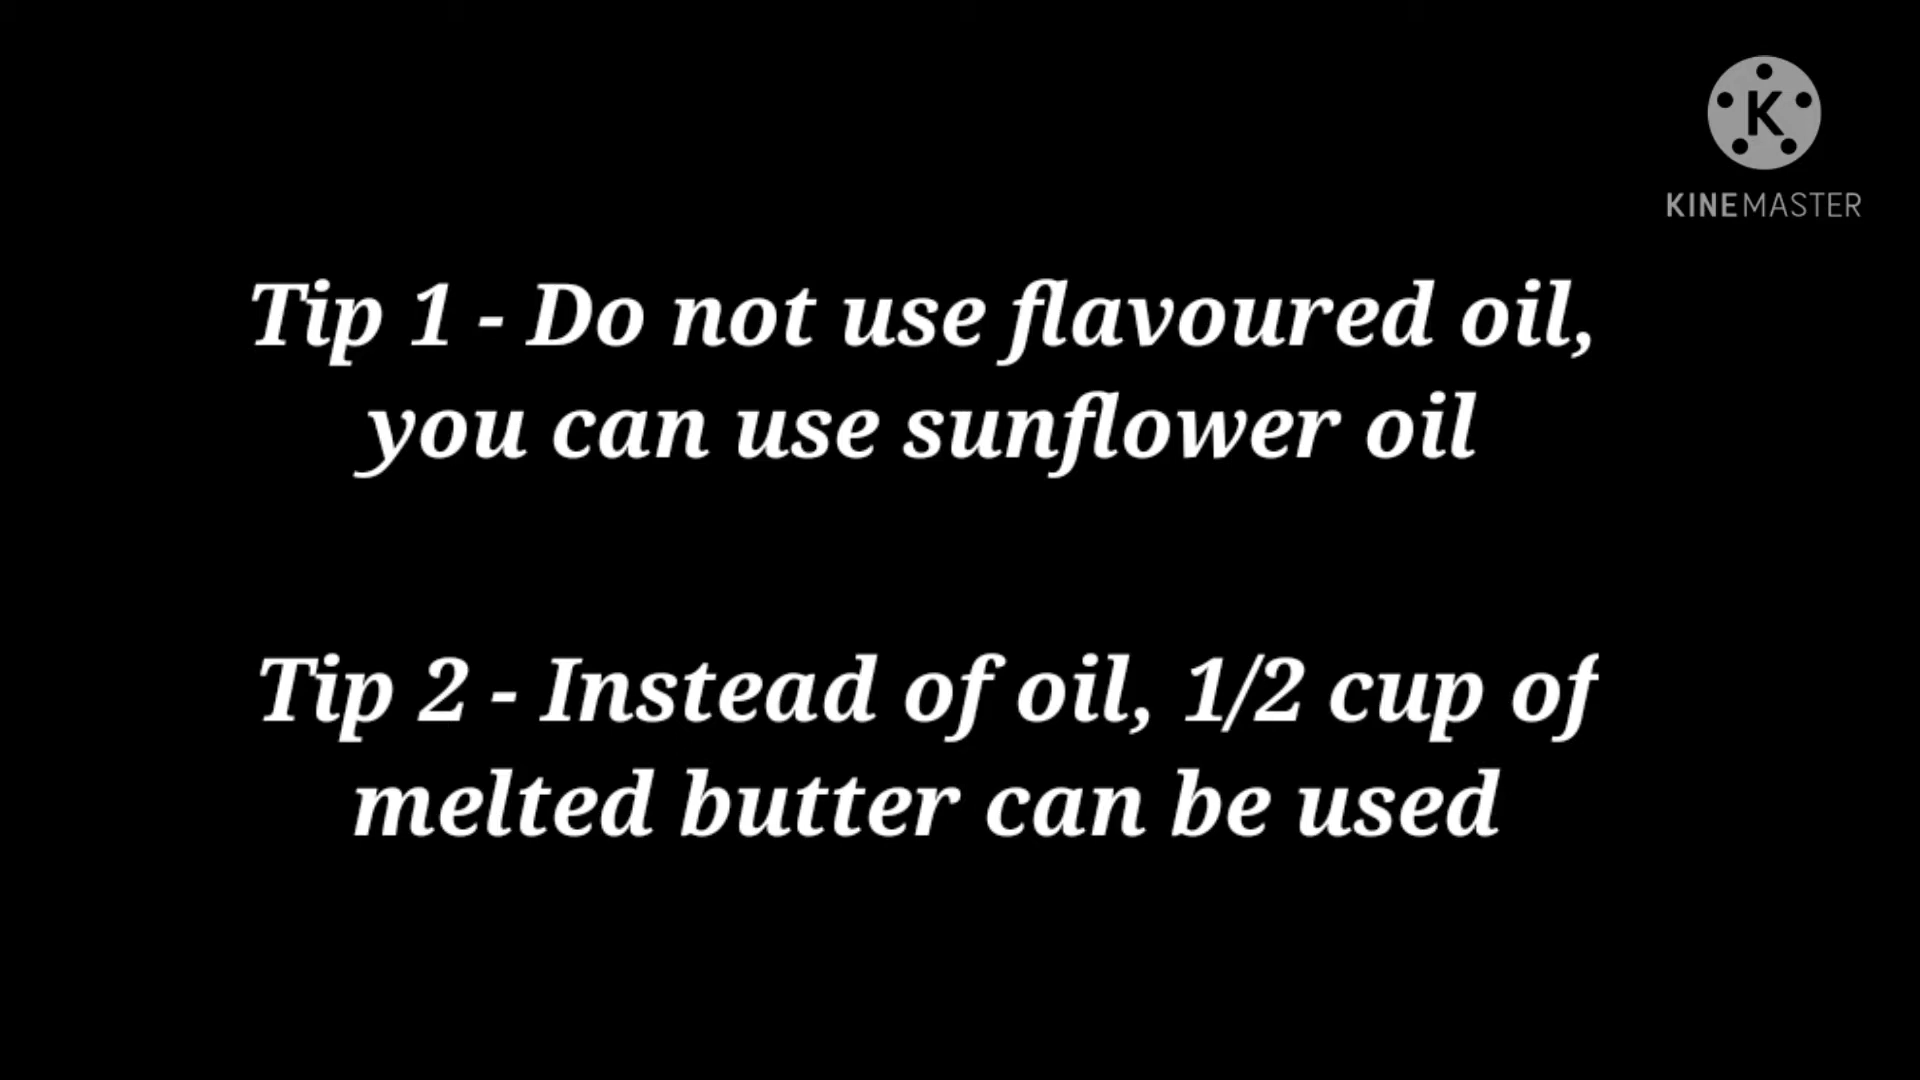 K
KINEMASTER
Tip 1 - Do not use flavoured oil,
you can use sunflower oil
Tip 2 - Instead of oil, 1/2 cup of
melted butter can be used